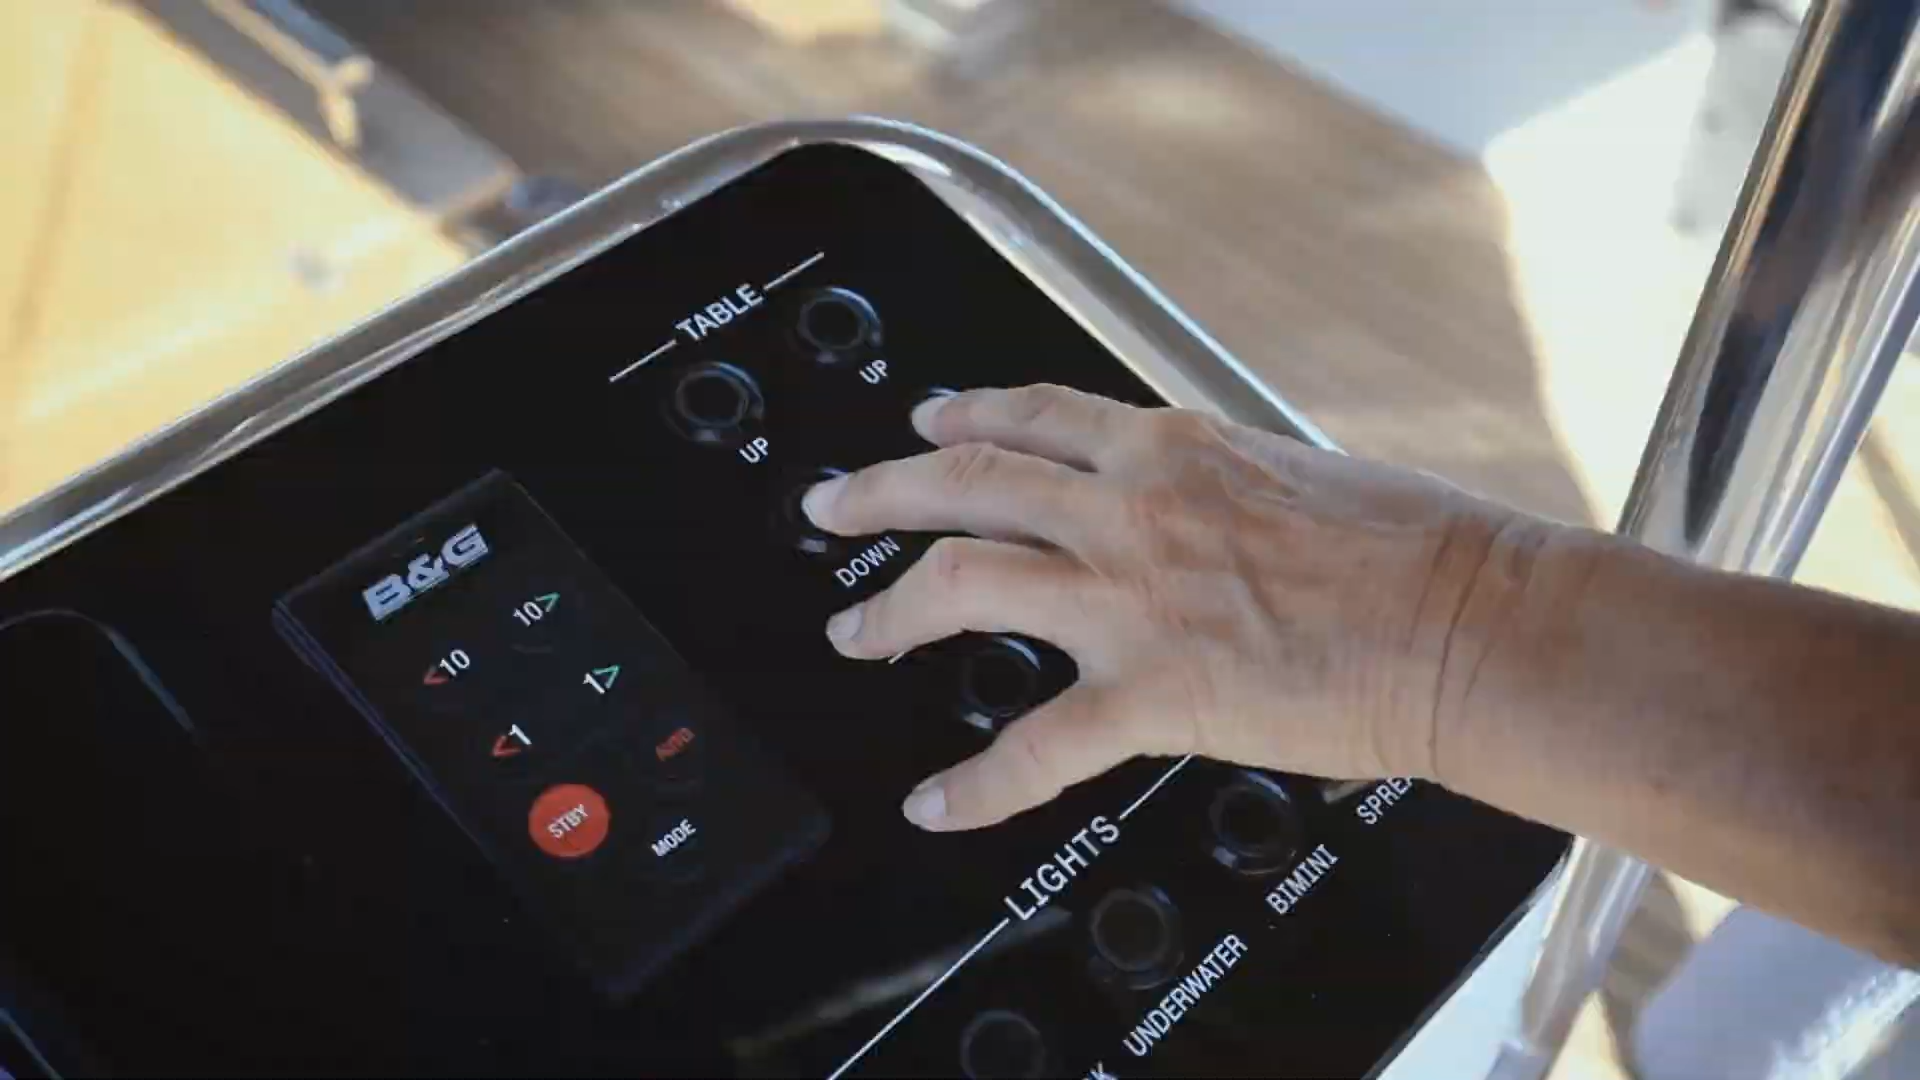 TABLE
UP
UP
DOWN
B&G
<10
10>
<1
1>
AUTO
STBY
MODE
LIGHTS
BIMINI
UNDERWATER